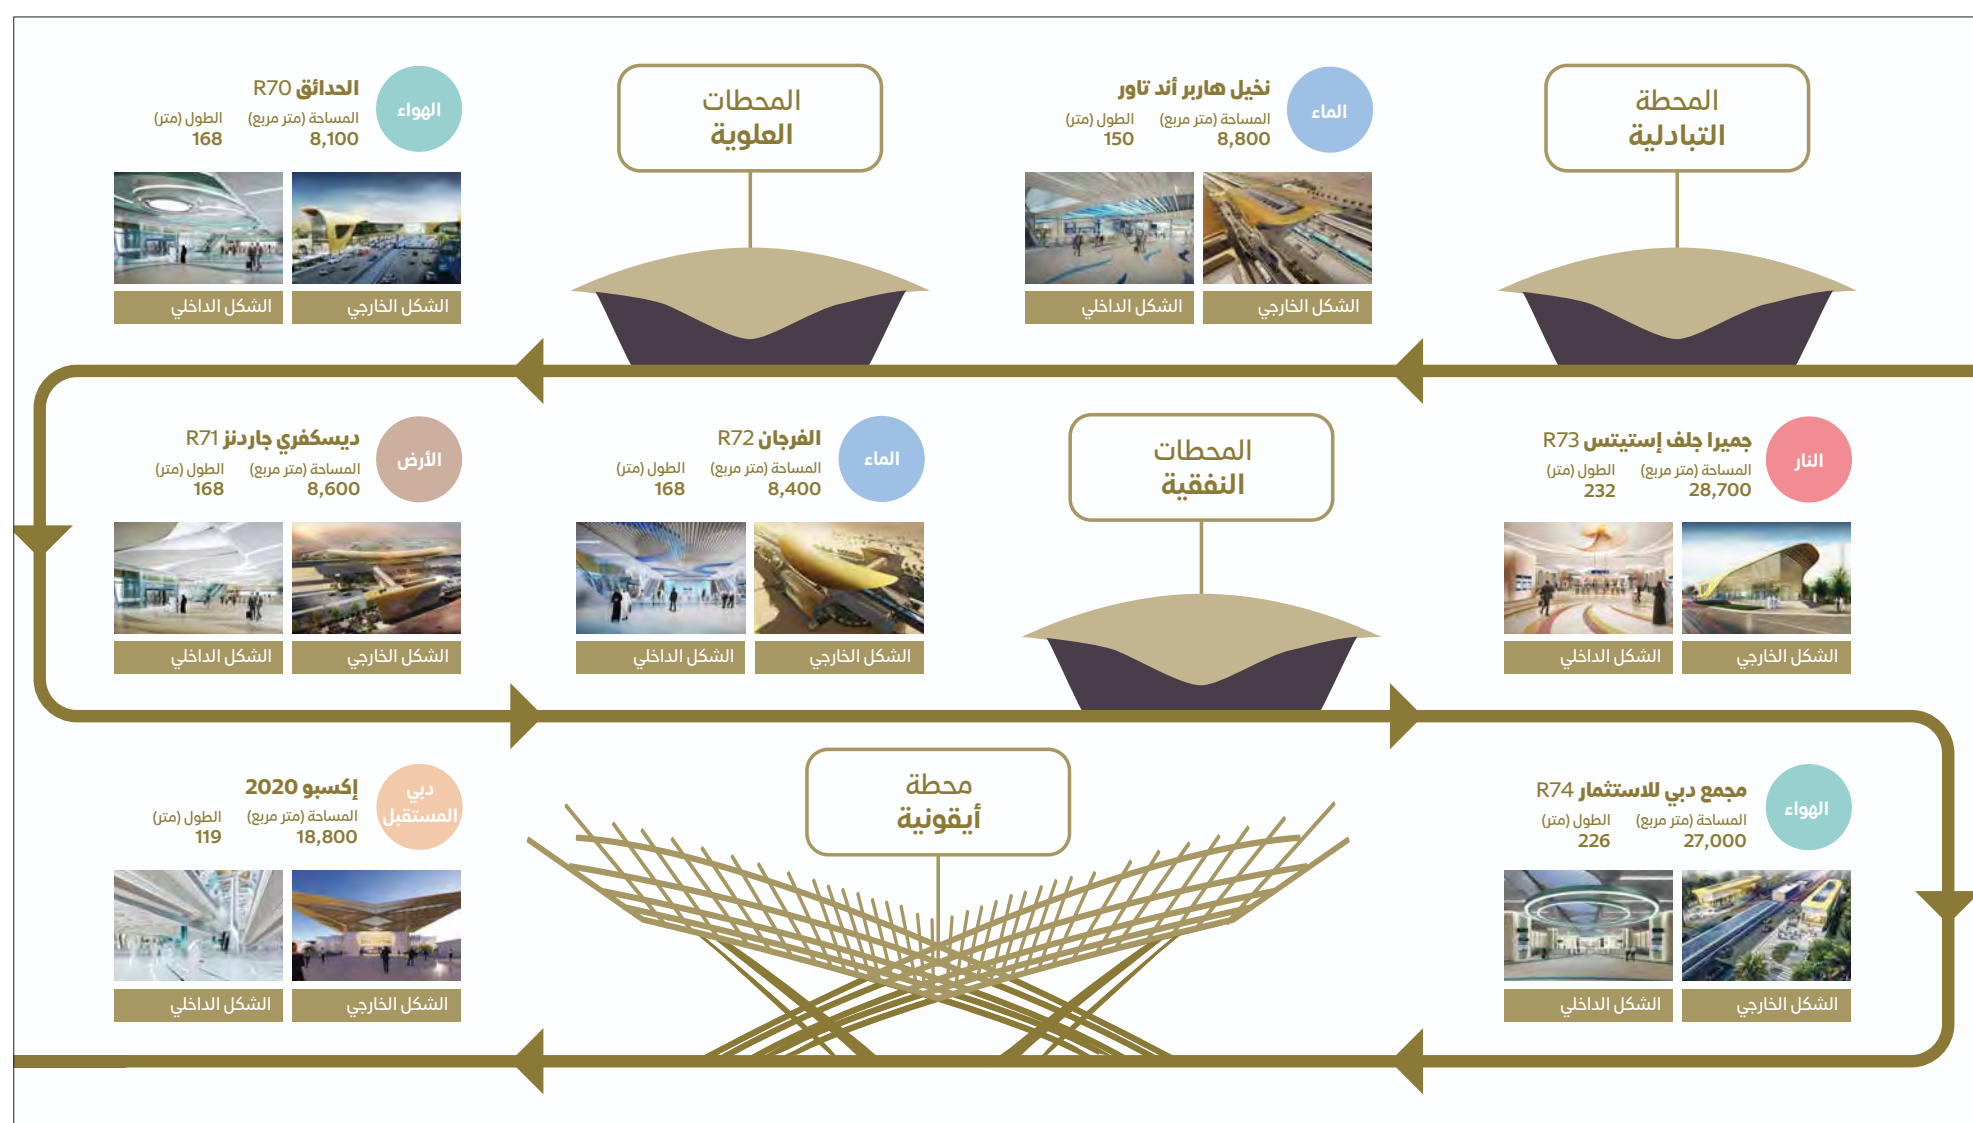 المحطة
التبادلية
الماء
نخيل هاربر أند تاور
المساحة (متر مربع) الطول (متر)
8,800 150
الشكل الخارجي
الشكل الداخلي
المحطات
العلوية
الهواء
الحدائق R70
المساحة (متر مربع) الطول (متر)
8,100 168
الشكل الخارجي
الشكل الداخلي
الأرض
ديسكفري جاردنز R71
المساحة (متر مربع) الطول (متر)
8,600 168
الشكل الخارجي
الشكل الداخلي
الماء
الفرجان R72
المساحة (متر مربع) الطول (متر)
8,400 168
الشكل الخارجي
الشكل الداخلي
المحطات
النفقية
النار
جميرا جلف إستيتس R73
المساحة (متر مربع) الطول (متر)
28,700 232
الشكل الخارجي
الشكل الداخلي
الهواء
مجمع دبي للاستثمار R74
المساحة (متر مربع) الطول (متر)
27,000 226
الشكل الخارجي
الشكل الداخلي
محطة
أيقونية
دبي
المستقبل
إكسبو 2020
المساحة (متر مربع) الطول (متر)
18,800 119
الشكل الخارجي
الشكل الداخلي